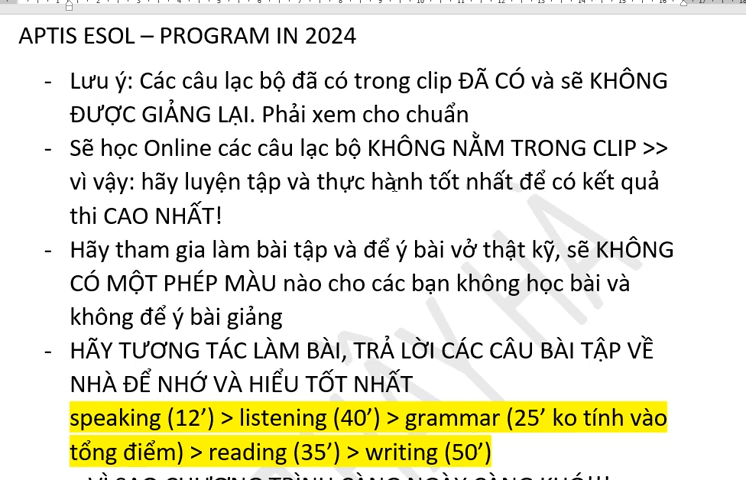 APTIS ESOL – PROGRAM IN 2024
- Lưu ý: Các câu lạc bộ đã có trong clip ĐÃ CÓ và sẽ KHÔNG
ĐƯỢC GIẢNG LẠI. Phải xem cho chuẩn
- Sẽ học Online các câu lạc bộ KHÔNG NẰM TRONG CLIP >>
vì vậy: hãy luyện tập và thực hành tốt nhất để có kết quả
thi CAO NHẤT!
- Hãy tham gia làm bài tập và để ý bài vở thật kỹ, sẽ KHÔNG
CÓ MỘT PHÉP MÀU nào cho các bạn không học bài và
không để ý bài giảng
- HÃY TƯƠNG TÁC LÀM BÀI, TRẢ LỜI CÁC CÂU BÀI TẬP VỀ
NHÀ ĐỂ NHỚ VÀ HIỂU TỐT NHẤT
speaking (12’) > listening (40’) > grammar (25’ ko tính vào
tổng điểm) > reading (35’) > writing (50’)